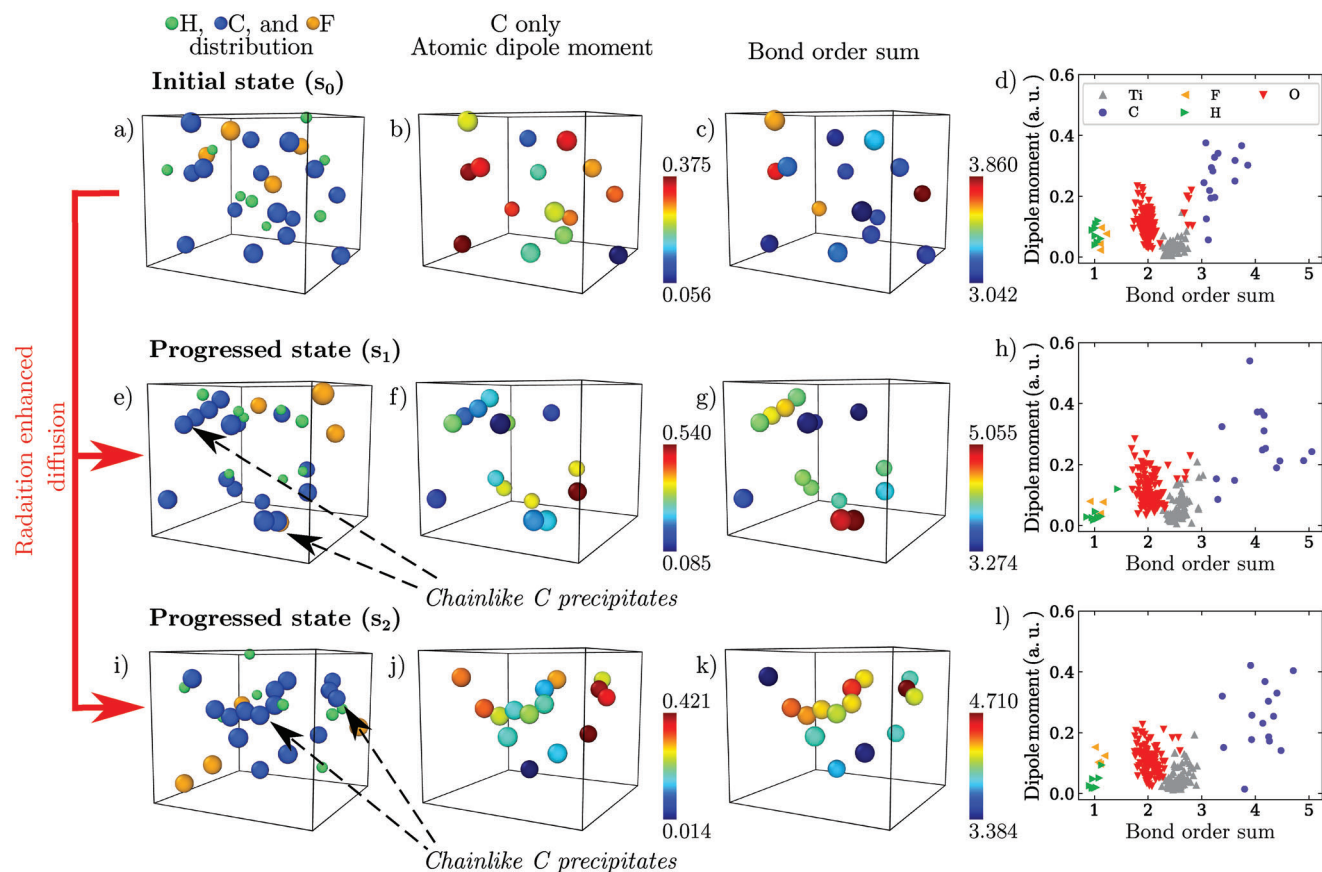 H, C, and F
distribution
C only
Atomic dipole moment
Bond order sum
Initial state (s0)
a)
b)
0.375
0.056
c)
3.860
3.042
d)
Dipole moment (a. u.)
0.6
0.4
0.2
0.0
Ti F O
C H
1 2 3 4 5
Bond order sum
Radaition enhanced
diffusion
Progressed state (s1)
e)
f)
0.540
0.085
g)
5.055
3.274
h)
Dipole moment (a. u.)
0.6
0.4
0.2
0.0
1 2 3 4 5
Bond order sum
Chainlike C precipitates
Progressed state (s2)
i)
j)
0.421
0.014
k)
4.710
3.384
l)
Dipole moment (a. u.)
0.6
0.4
0.2
0.0
1 2 3 4 5
Bond order sum
Chainlike C precipitates